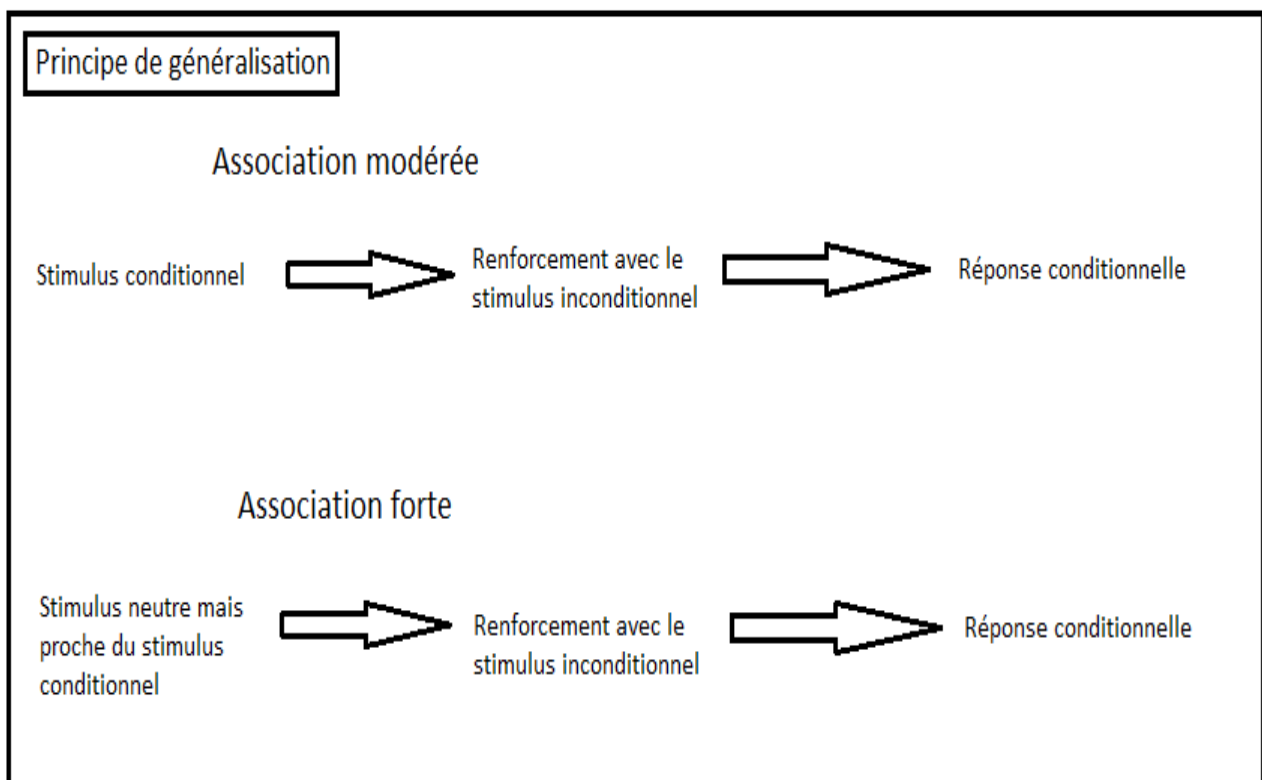 Principe de généralisation
Association modérée
Stimulus conditionnel
Renforcement avec le
stimulus inconditionnel
Réponse conditionnelle
Association forte
Stimulus neutre mais
proche du stimulus
conditionnel
Renforcement avec le
stimulus inconditionnel
Réponse conditionnelle